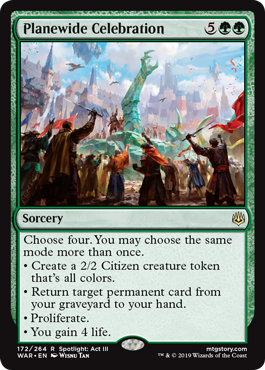 Planewide Celebration 5
Sorcery
Choose four. You may choose the same
mode more than once.
• Create a 2/2 Citizen creature token
that's all colors.
• Return target permanent card from
your graveyard to your hand.
• Proliferate.
• You gain 4 life.
172/264 R Spotlight: Act III
WAR • EN Wisnu Tan
mtgstory.com
™ & © 2019 Wizards of the Coast